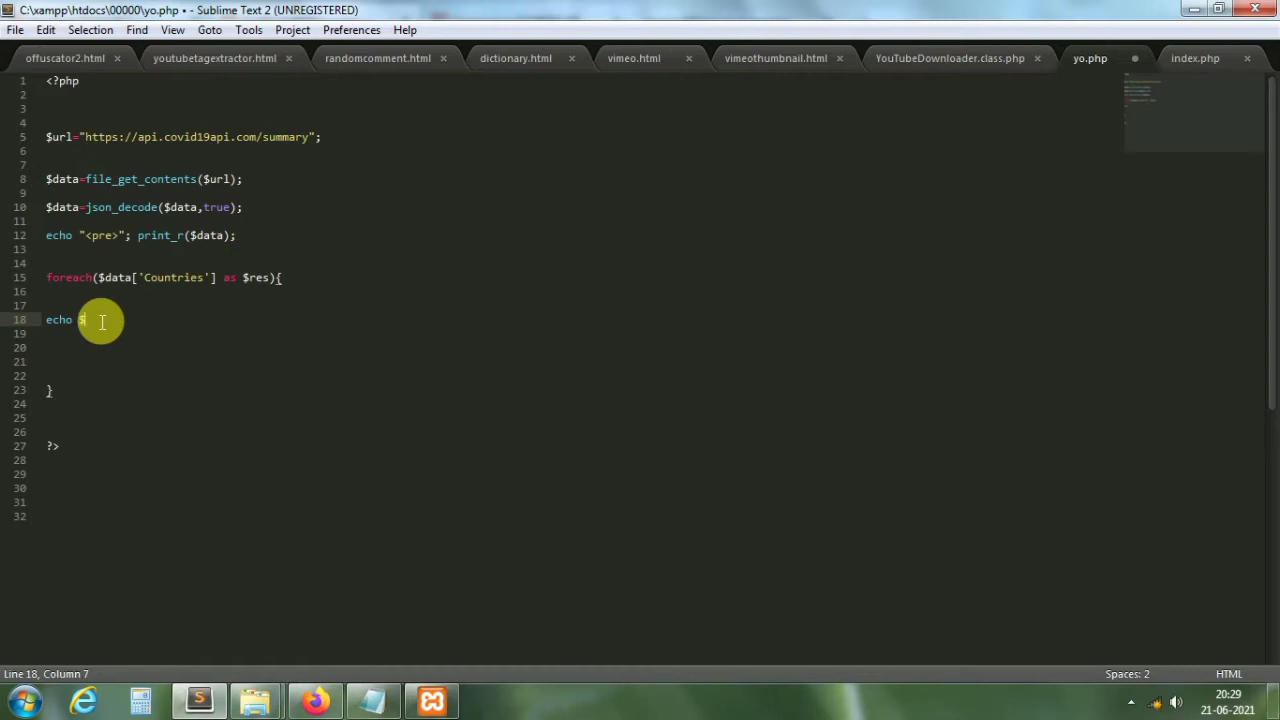 C:\xampp\htdocs\00000\yo.php • - Sublime Text 2 (UNREGISTERED)
File Edit Selection Find View Goto Tools Project Preferences Help
offuscator2.html × youtubetagextractor.html × randomcomment.html × dictionary.html × vimeo.html × vimeothumbnail.html × YouTubeDownloader.class.php × yo.php index.php ×
1 <?php
2
3
4
5 $url="https://api.covid19api.com/summary";
6
7
8 $data=file_get_contents($url);
9
10 $data=json_decode($data,true);
11
12 echo "<pre>"; print_r($data);
13
14
15 foreach($data['Countries'] as $res){
16
17
18 echo $
19
20
21
22
23 }
24
25
26
27 ?>
28
29
30
31
32
Line 18, Column 7 Spaces: 2 HTML
20:29
21-06-2021